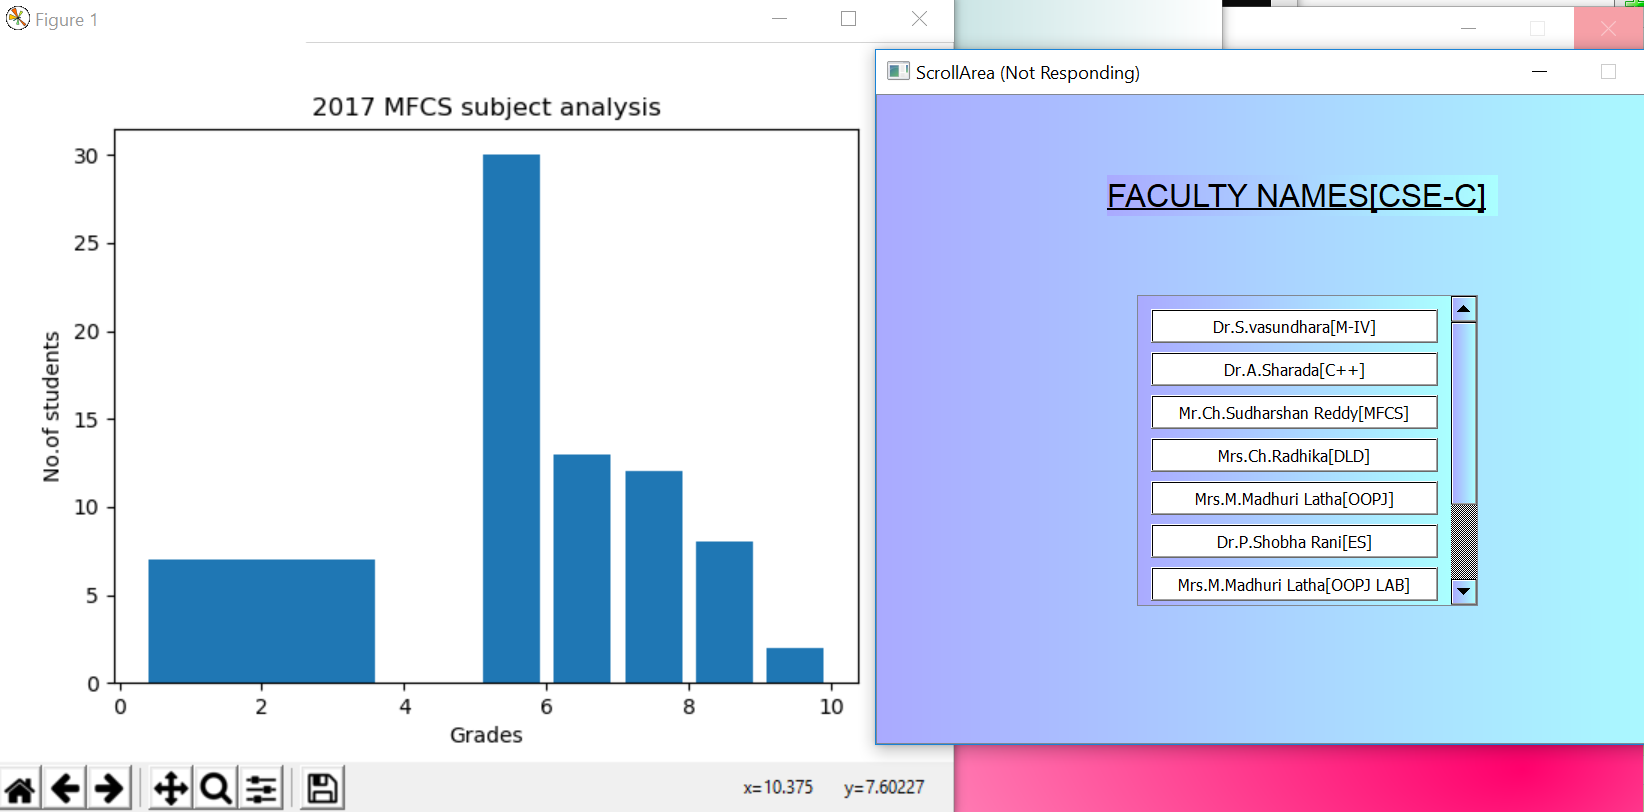 Figure 1
2017 MFCS subject analysis
30
25
20
15
10
5
0
No.of students
0 2 4 6 8 10
Grades
x=10.375 y=7.60227
ScrollArea (Not Responding)
FACULTY NAMES[CSE-C]
Dr.S.vasundhara[M-IV]
Dr.A.Sharada[C++]
Mr.Ch.Sudharshan Reddy[MFCS]
Mrs.Ch.Radhika[DLD]
Mrs.M.Madhuri Latha[OOPJ]
Dr.P.Shobha Rani[ES]
Mrs.M.Madhuri Latha[OOPJ LAB]